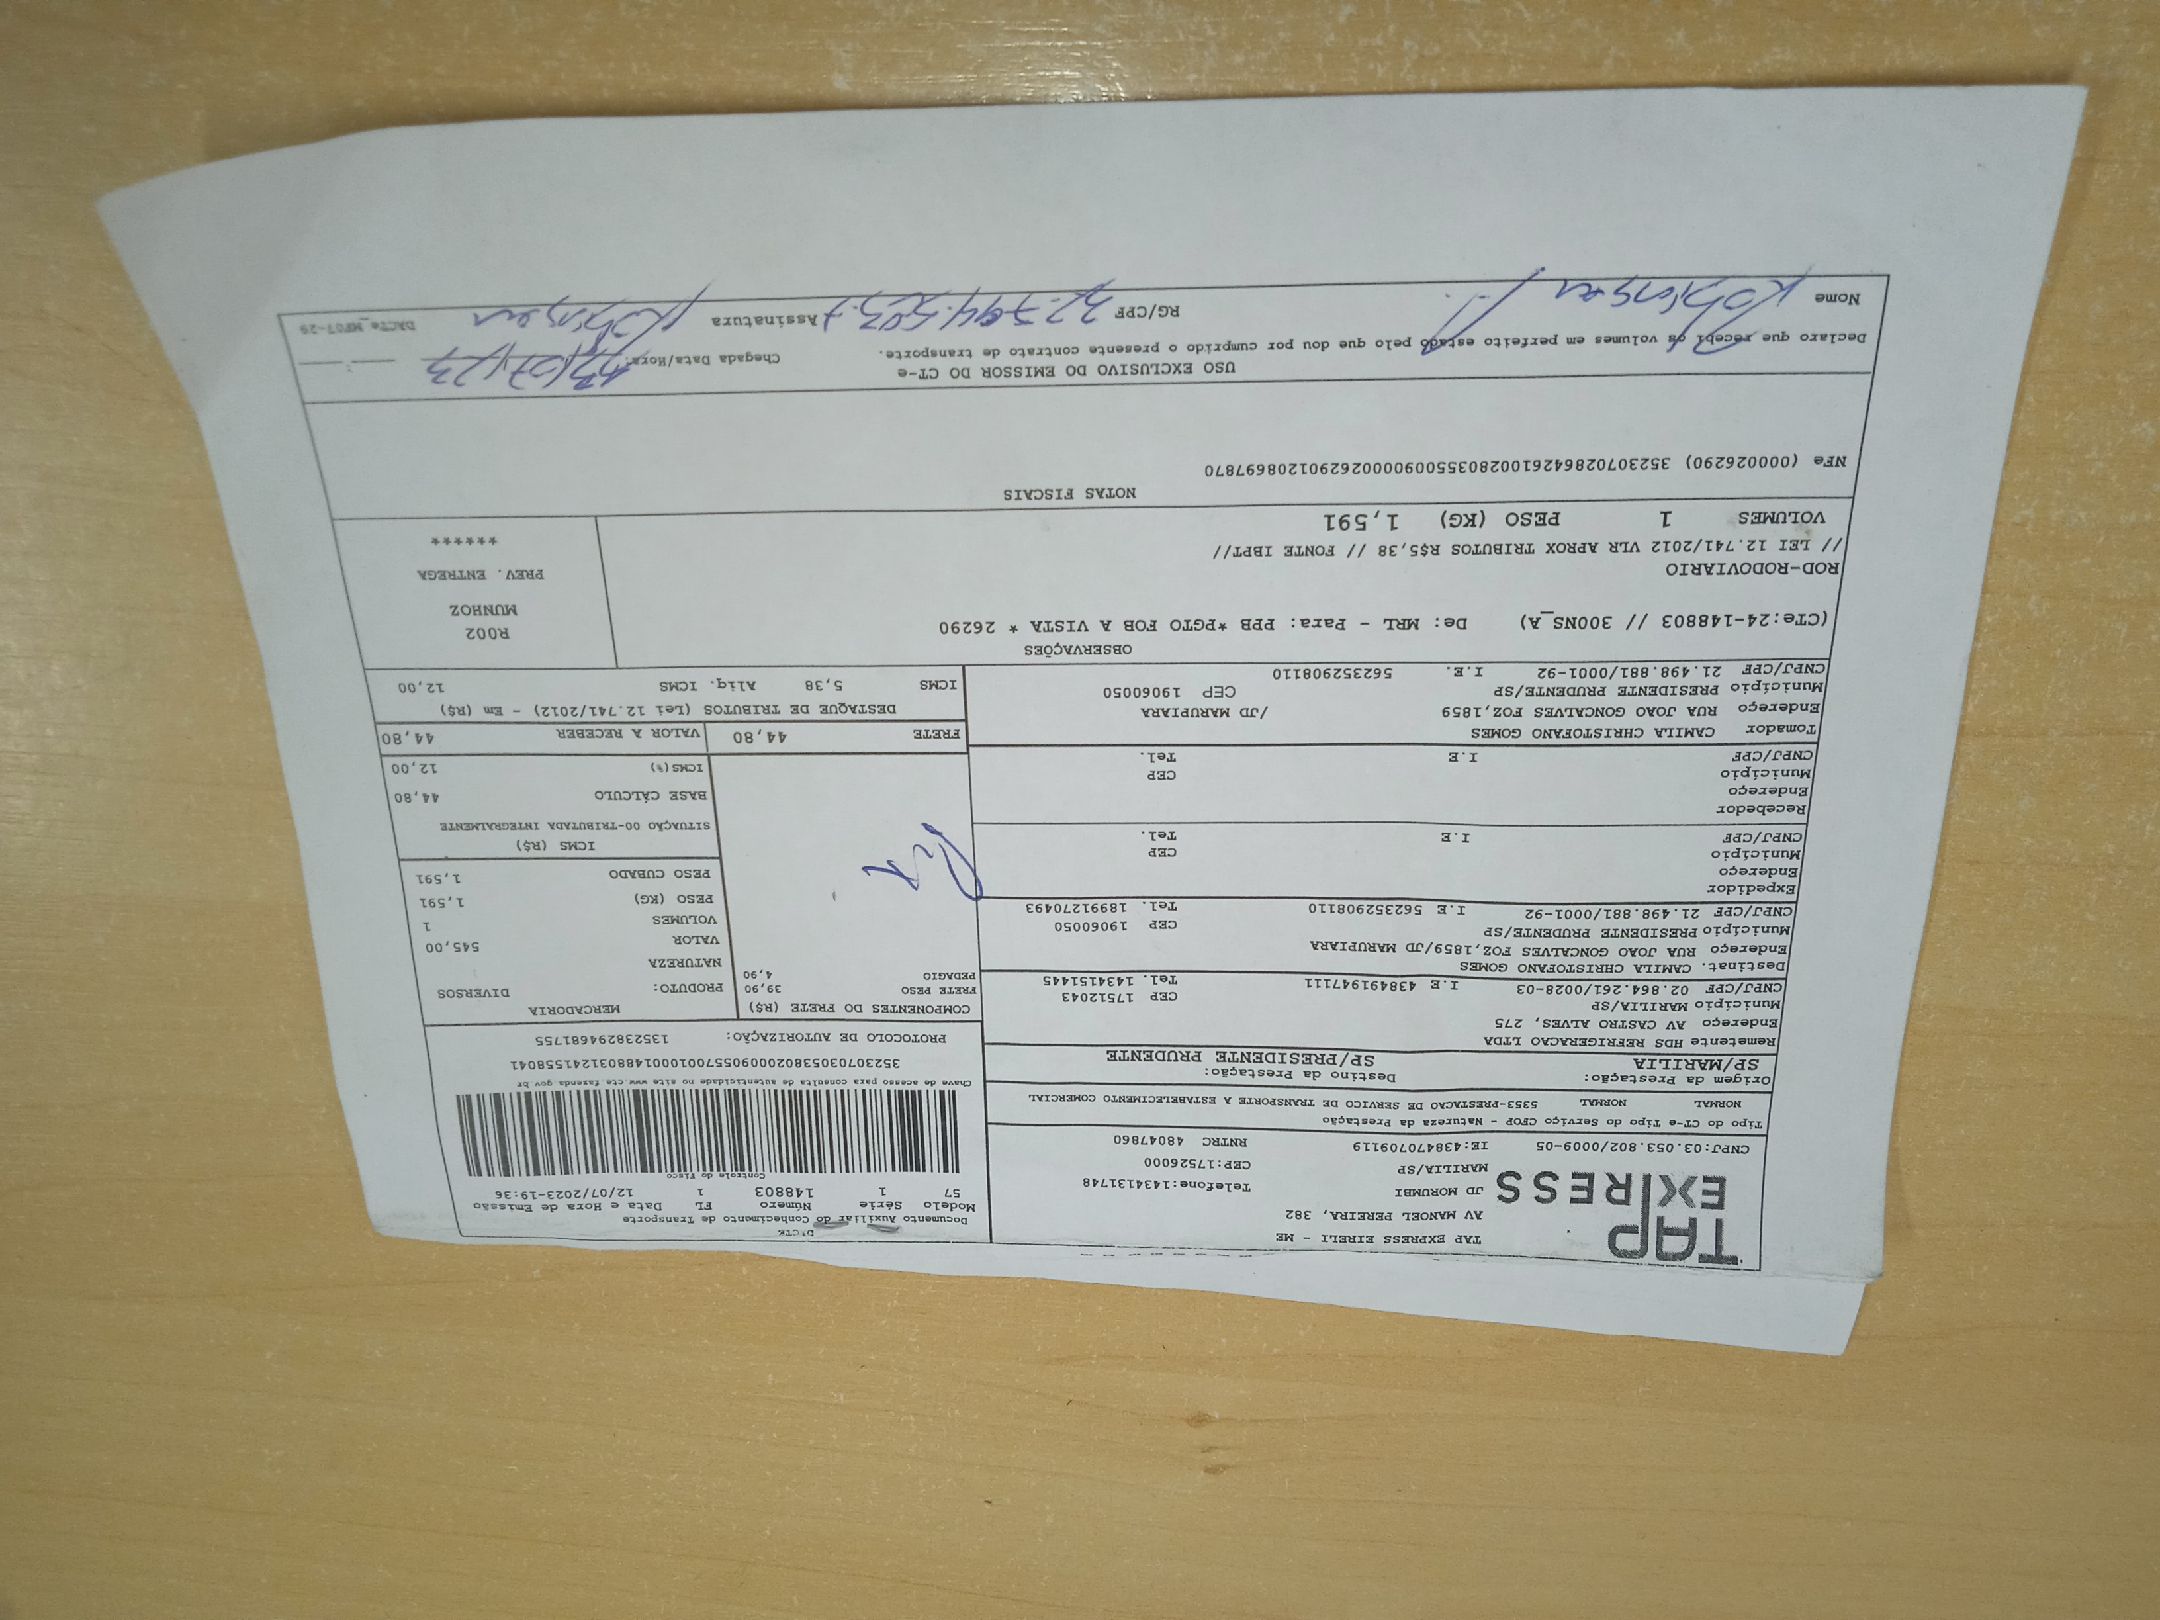 TAP
EXPRESS
TAP EXPRESS EIRELI - ME
AV MANOEL PEREIRA, 382
JD MORUMBI Telefone:1434131748
MARILIA/SP CEP:17526000
CNPJ:03.053.802/0009-05 IE:438470709119 RNTRC 48047860
DACTE
Documento Auxiliar do Conhecimento de Transporte
Modelo Série Número FL Data e Hora de Emissão
57 1 148803 1 12/07/2023-19:36
Controle do Fisco
Chave de acesso para consulta de autenticidade no site www.cte.fazenda.gov.br
35230703053802000905570010001488031241558041
PROTOCOLO DE AUTORIZAÇÃO: 135238294681755
Tipo do CT-e Tipo do Serviço CFOP - Natureza da Prestação
NORMAL NORMAL 5353-PRESTACAO DE SERVICO DE TRANSPORTE A ESTABELECIMENTO COMERCIAL
Origem da Prestação: Destino da Prestação:
SP/MARILIA SP/PRESIDENTE PRUDENTE
Remetente HDS REFRIGERACAO LTDA
Endereço AV CASTRO ALVES, 275
Município MARILIA/SP CEP 17512043
CNPJ/CPF 02.864.261/0028-03 I.E 438491947111 Tel. 1434151445
Destinat. CAMILA CHRISTOFANO GOMES
Endereço RUA JOAO GONCALVES FOZ,1859/JD MARUPIARA
Município PRESIDENTE PRUDENTE/SP CEP 19060050
CNPJ/CPF 21.498.881/0001-92 I.E 562352908110 Tel. 18991270493
Expedidor
Endereço
Município CEP
CNPJ/CPF I.E Tel.
Recebedor
Endereço
Município CEP
CNPJ/CPF I.E Tel.
Tomador CAMILA CHRISTOFANO GOMES
Endereço RUA JOAO GONCALVES FOZ,1859 /JD MARUPIARA
Município PRESIDENTE PRUDENTE/SP CEP 19060050
CNPJ/CPF 21.498.881/0001-92 I.E. 562352908110
COMPONENTES DO FRETE (R$)
FRETE PESO 39,90
PEDAGIO 4,90
MERCADORIA
PRODUTO: DIVERSOS
NATUREZA
VALOR 545,00
VOLUMES 1
PESO (KG) 1,591
PESO CUBADO 1,591
ICMS (R$)
SITUAÇÃO 00-TRIBUTADA INTEGRALMENTE
BASE CÁLCULO 44,80
ICMS(%) 12,00
FRETE 44,80 VALOR A RECEBER 44,80
DESTAQUE DE TRIBUTOS (Lei 12.741/2012) - Em (R$)
ICMS 5,38 Aliq. ICMS 12,00
OBSERVAÇÕES
(CTe:24-148803 // 300NS_A) De: MRL - Para: PPB *PGTO FOB A VISTA * 26290
ROD-RODOVIARIO
// LEI 12.741/2012 VLR APROX TRIBUTOS R$5,38 // FONTE IBPT//
VOLUMES 1 PESO (KG) 1,591
R002
MUNHOZ
PREV. ENTREGA
******
NOTAS FISCAIS
NFe (000026290) 35230702864261002803550090000262901208697870
USO EXCLUSIVO DO EMISSOR DO CT-e
Declaro que recebi os volumes em perfeito estado pelo que dou por cumprido o presente contrato de transporte.
Chegada Data/Hora: 13/07/23
Nome RG/CPF Assinatura
DACTe_MF07-29